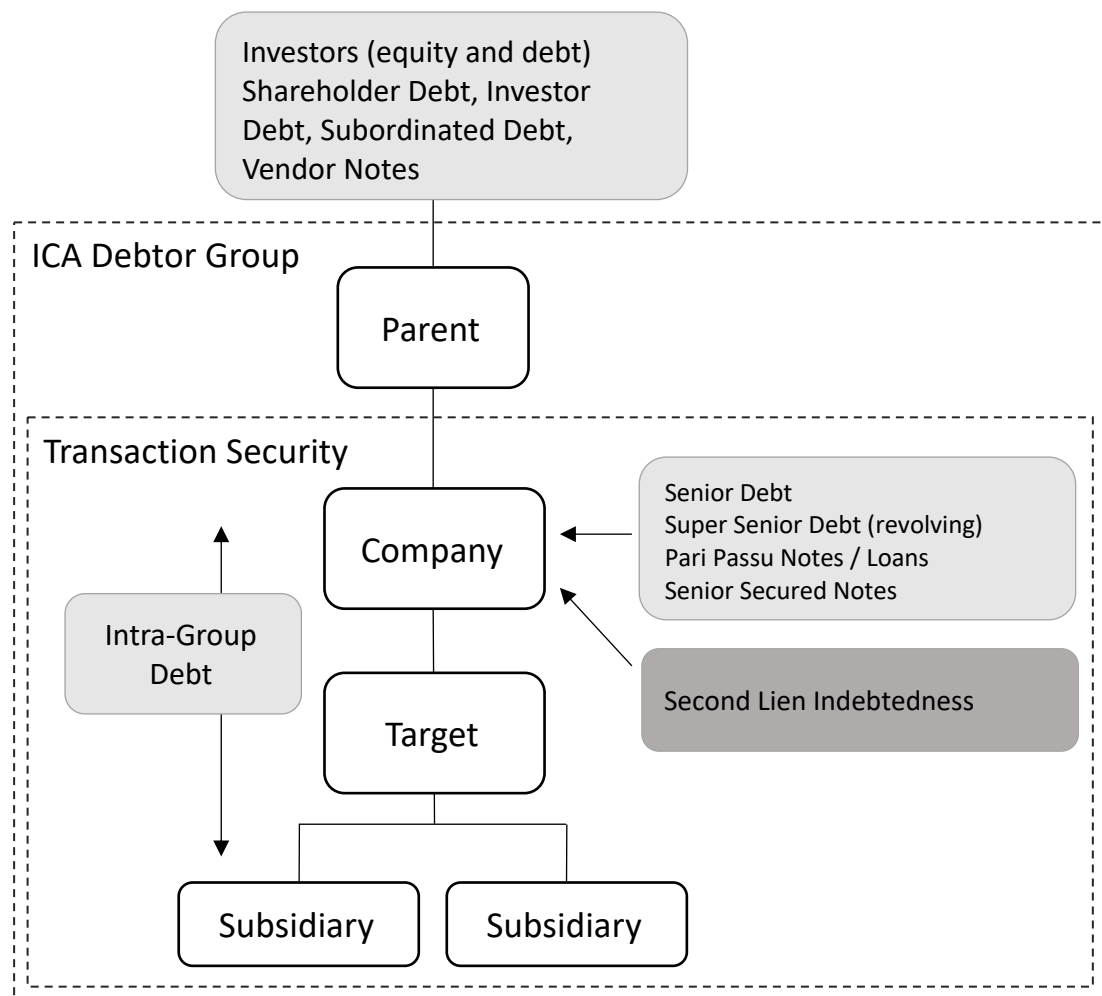 Investors (equity and debt)
Shareholder Debt, Investor
Debt, Subordinated Debt,
Vendor Notes
ICA Debtor Group
Parent
Transaction Security
Senior Debt
Super Senior Debt (revolving)
Pari Passu Notes / Loans
Senior Secured Notes
Company
Intra-Group
Debt
Second Lien Indebtedness
Target
Subsidiary
Subsidiary